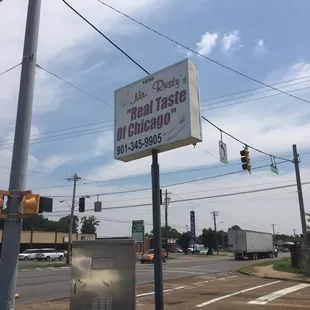 Mr. Rusty's
"Real Taste
Of Chicago"
901-345-9905